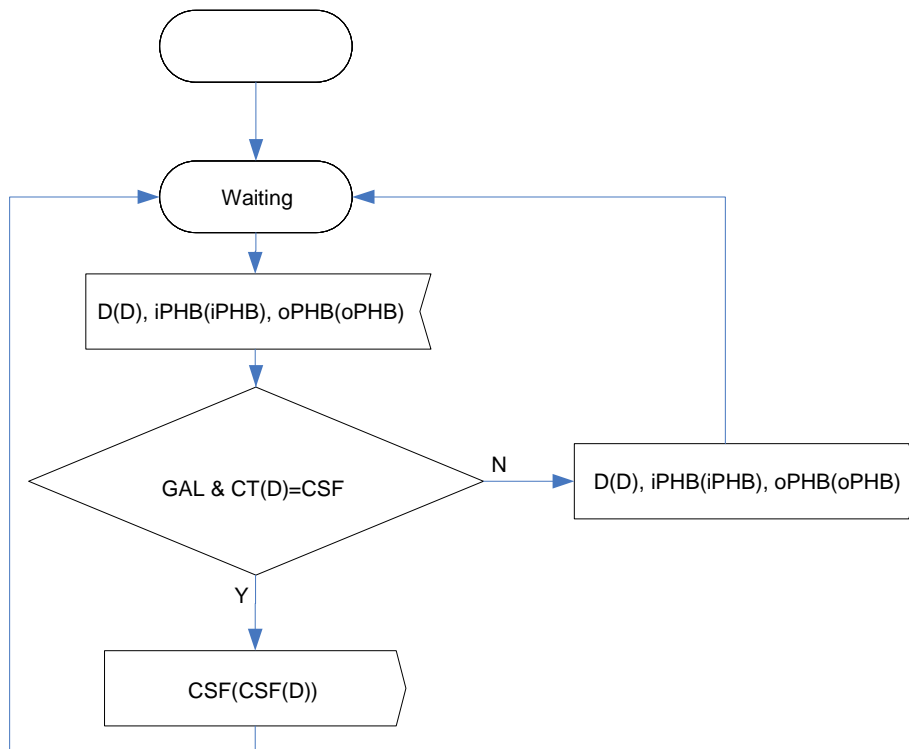 Waiting
D(D), iPHB(iPHB), oPHB(oPHB)
GAL & CT(D)=CSF
N
D(D), iPHB(iPHB), oPHB(oPHB)
Y
CSF(CSF(D))